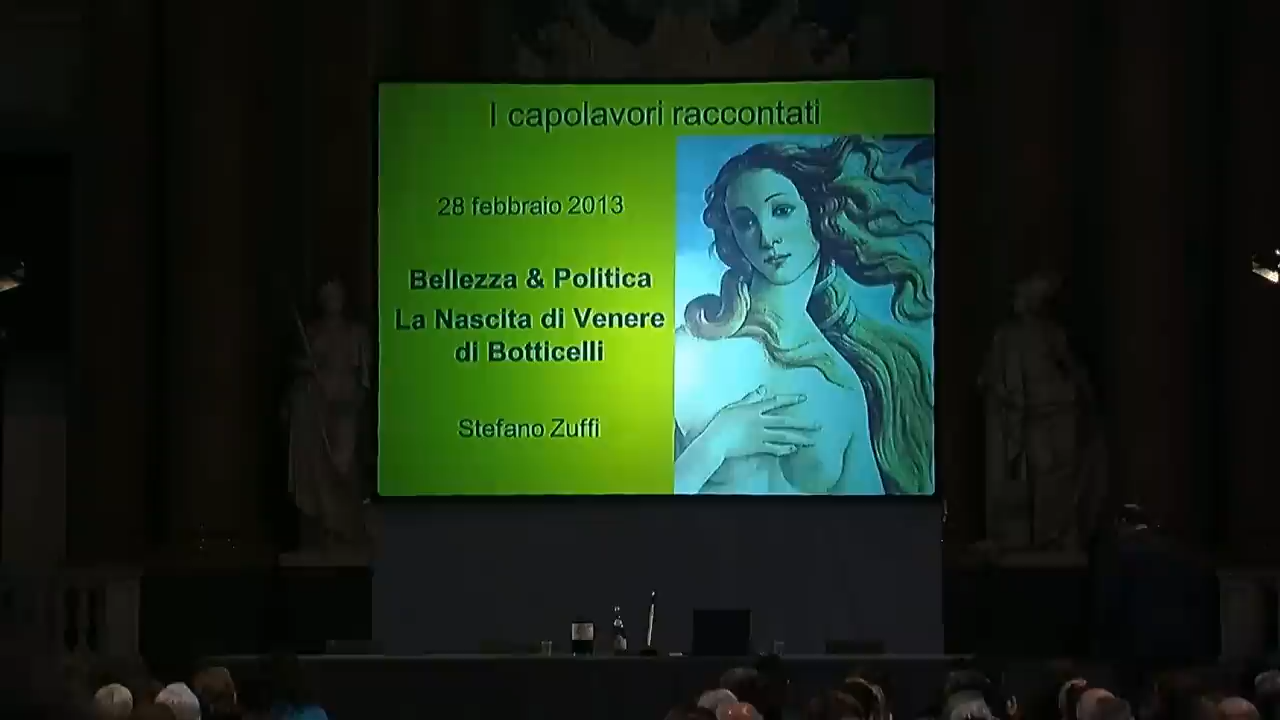 I capolavori raccontati
28 febbraio 2013
Bellezza & Politica
La Nascita di Venere
di Botticelli
Stefano Zuffi